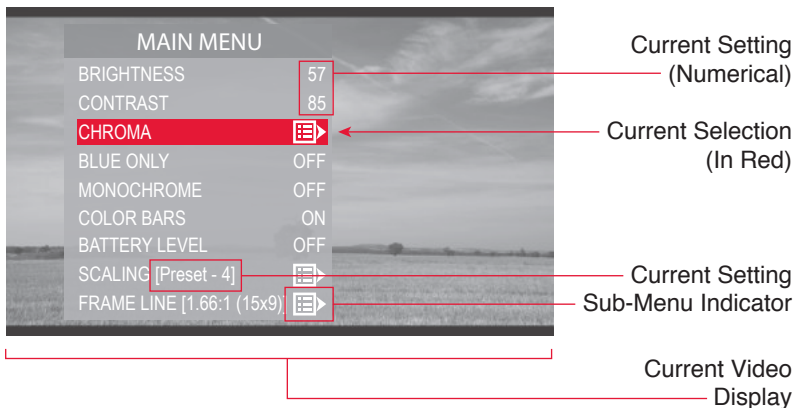 MAIN MENU
BRIGHTNESS 57
CONTRAST 85
CHROMA
BLUE ONLY OFF
MONOCHROME OFF
COLOR BARS ON
BATTERY LEVEL OFF
SCALING [Preset - 4]
FRAME LINE [1.66:1 (15x9)]
Current Setting
(Numerical)
Current Selection
(In Red)
Current Setting
Sub-Menu Indicator
Current Video
Display